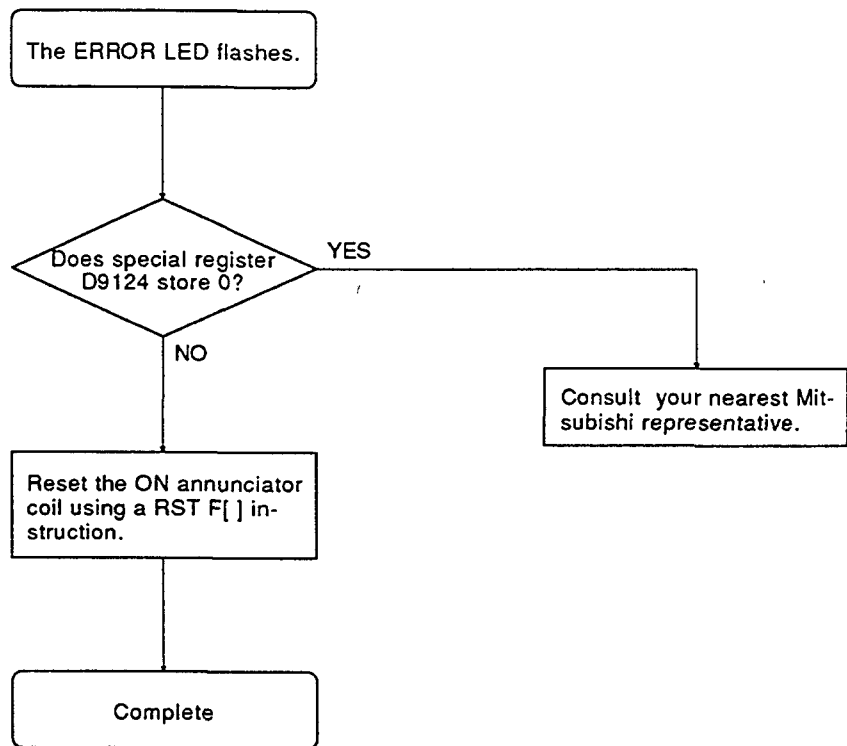 The ERROR LED flashes.
Does special register
D9124 store 0?
YES
NO
Consult your nearest Mit-
subishi representative.
Reset the ON annunciator
coil using a RST F[ ] in-
struction.
Complete